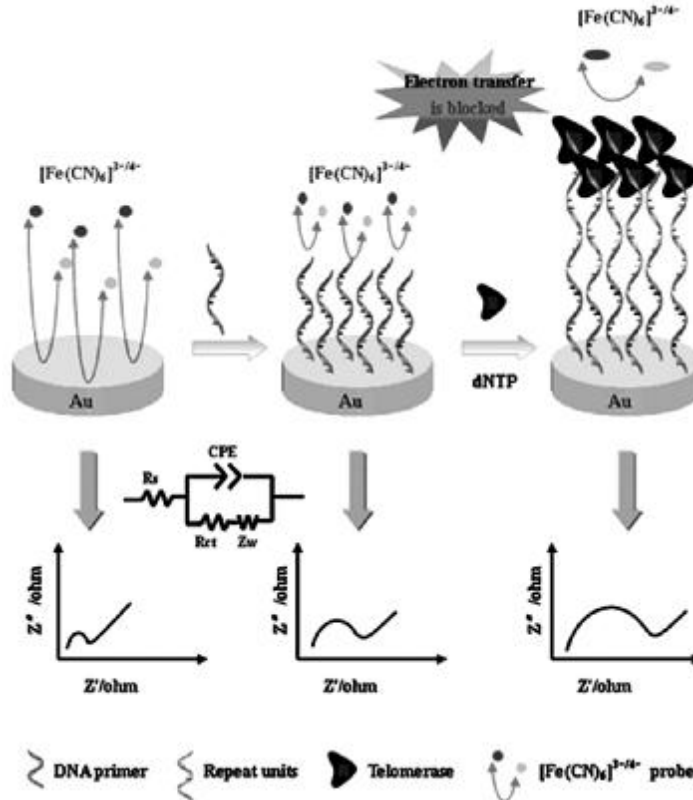 [Fe(CN)₆]³⁻/⁴⁻
Electron transfer
is blocked
[Fe(CN)₆]³⁻/⁴⁻
[Fe(CN)₆]³⁻/⁴⁻
Au
Au
dNTP
Au
CPE
Rs
Rct
Zw
Z″ /ohm
Z'/ohm
Z″ /ohm
Z'/ohm
Z″ /ohm
Z'/ohm
DNA primer
Repeat units
Telomerase
[Fe(CN)₆]³⁻/⁴⁻ probe